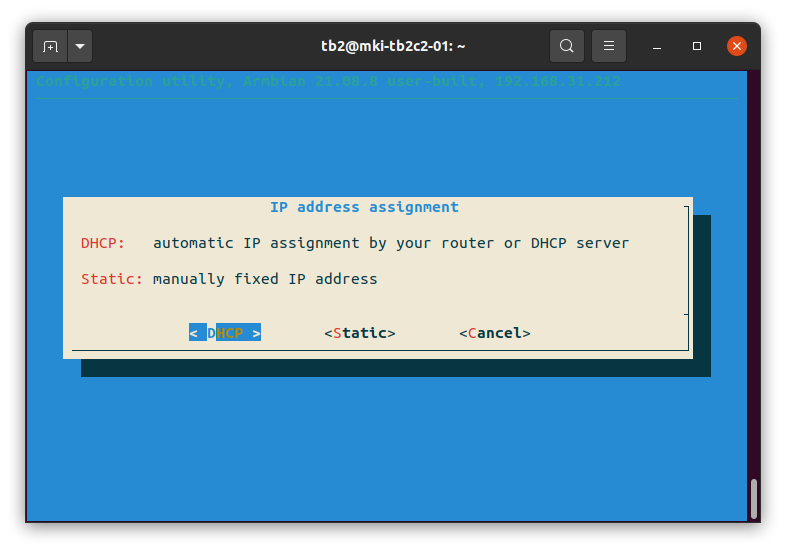 tb2@mki-tb2c2-01: ~
Configuration utility, Armbian 21.08.8 user-built, 192.168.31.212
IP address assignment
DHCP: automatic IP assignment by your router or DHCP server
Static: manually fixed IP address
< DHCP > <Static> <Cancel>